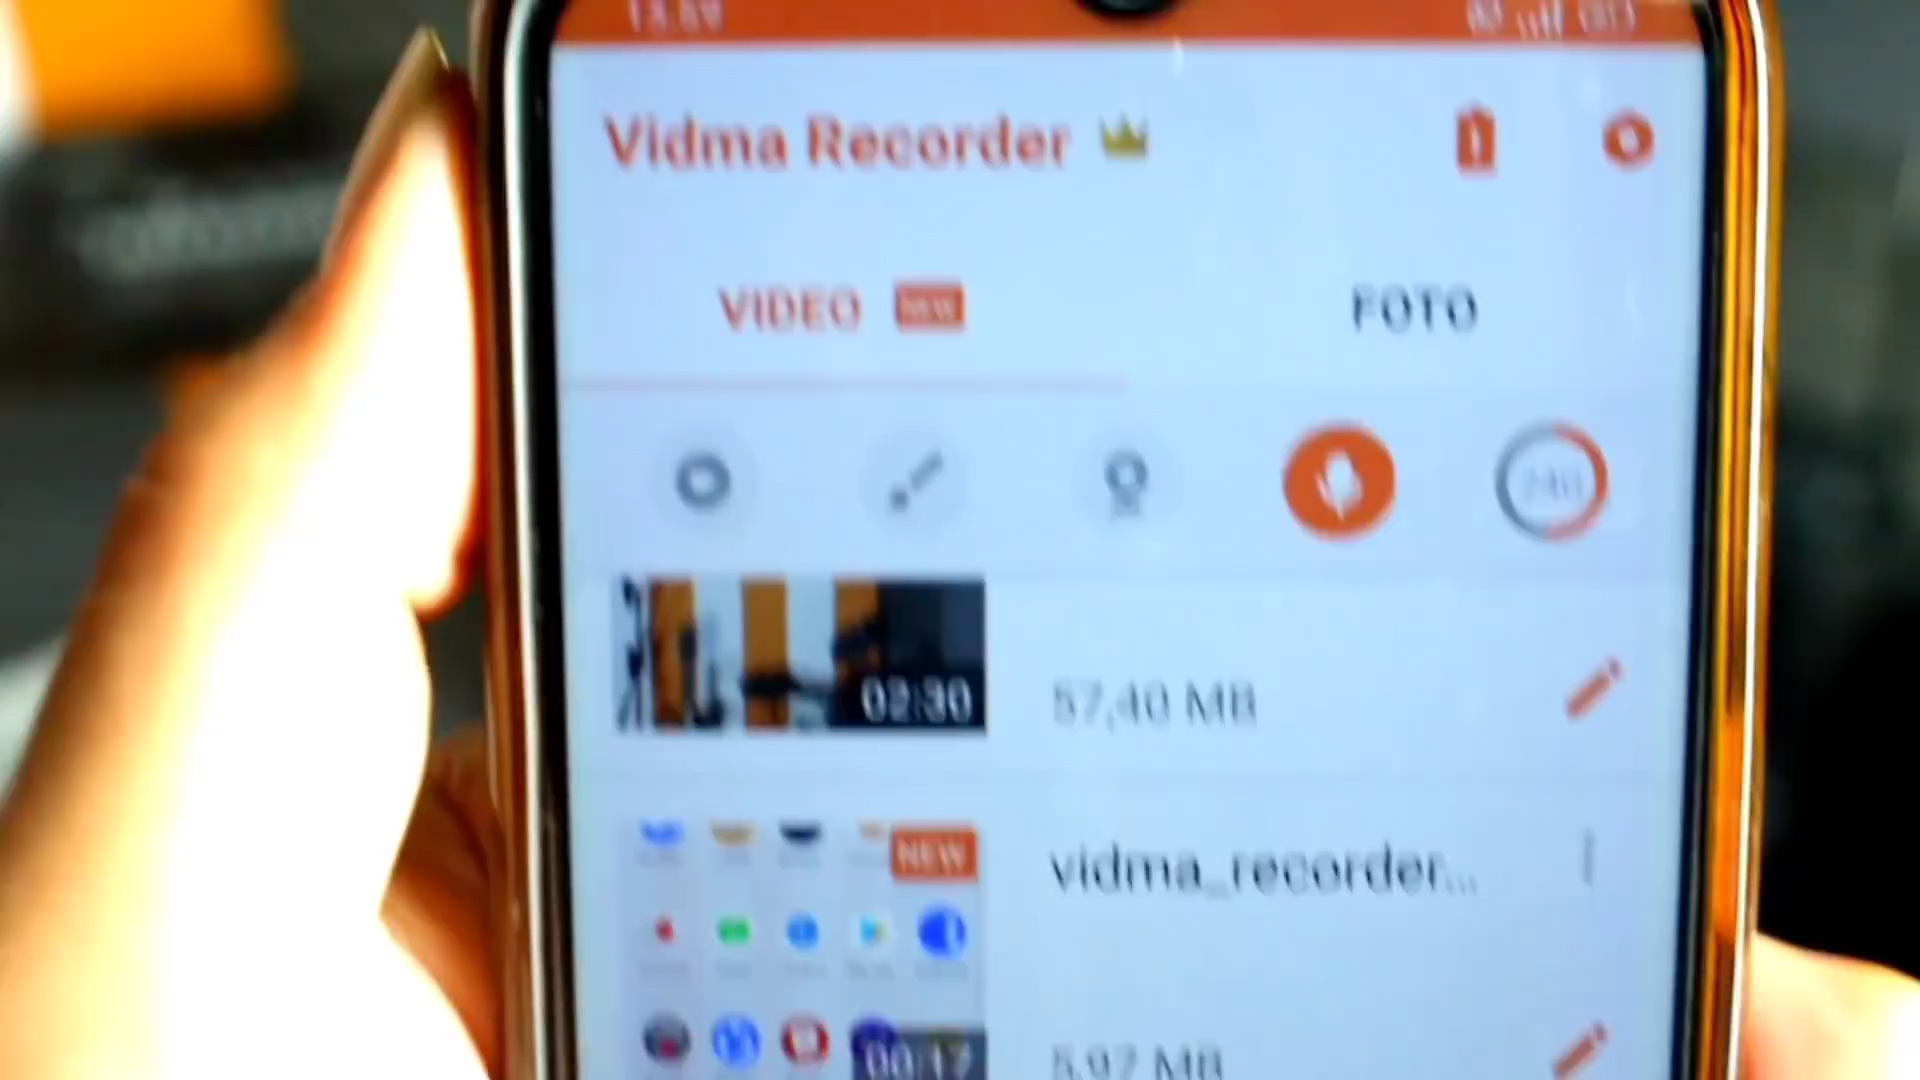 Vidma Recorder
VIDEO NEW
FOTO
02:30
57,40 MB
NEW
vidma_recorder...
00:17
5,97 MB